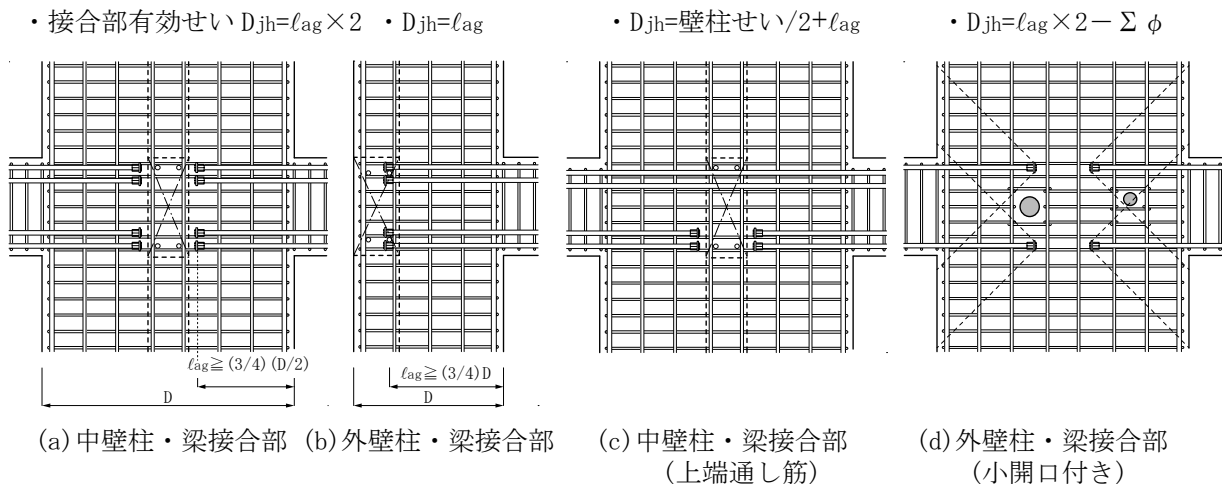 ・接合部有効せい Djh=ℓag×2 ・Djh=ℓag ・Djh=壁柱せい/2+ℓag ・Djh=ℓag×2－Σφ
ℓag≧(3/4)(D/2)
D
ℓag≧(3/4)D
D
(a)中壁柱・梁接合部 (b)外壁柱・梁接合部 (c)中壁柱・梁接合部 (d)外壁柱・梁接合部
(上端通し筋) (小開口付き)